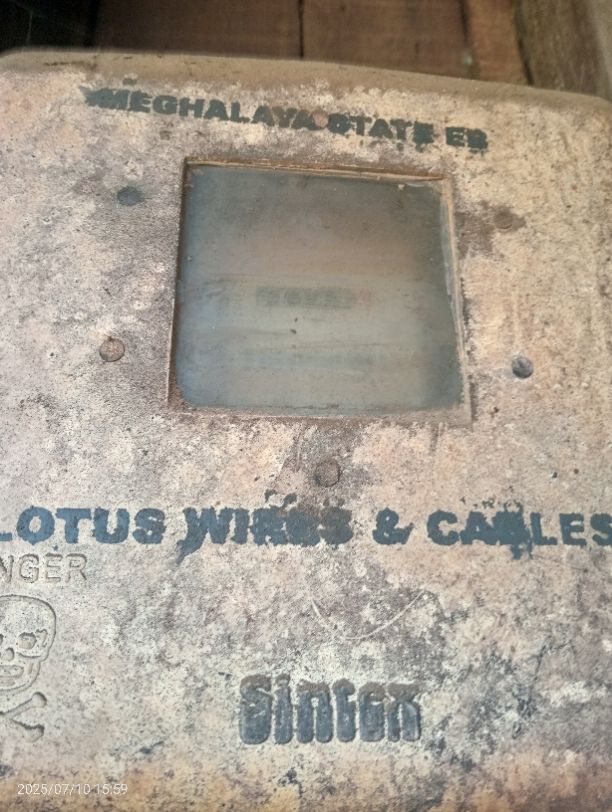 MEGHALAYA STATE EB
LOTUS WIRES & CABLES
NGER
Sintex
2025/07/10 15:59